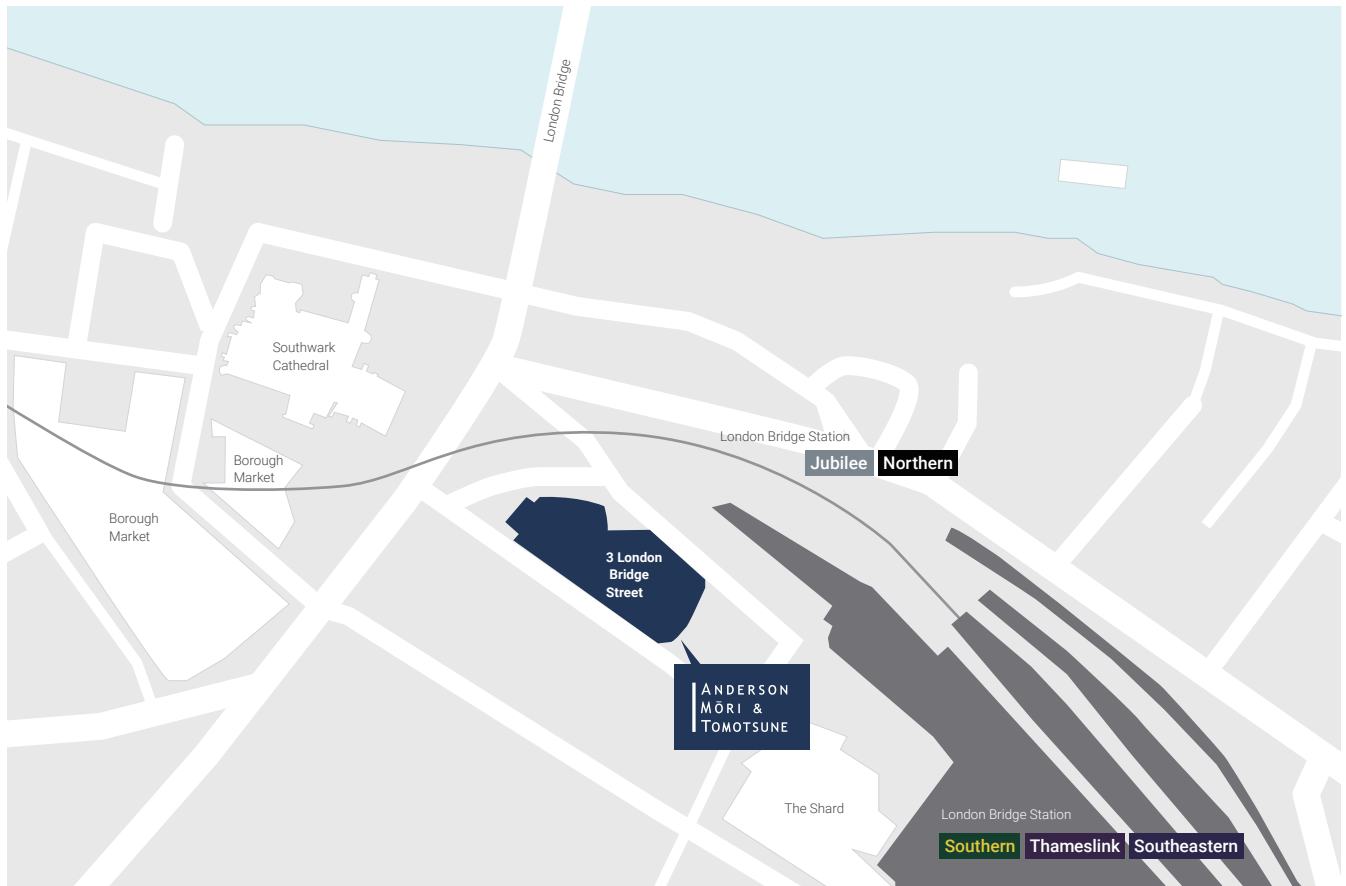 London Bridge
Southwark
Cathedral
London Bridge Station
Jubilee
Northern
Borough
Market
Borough
Market
3 London
Bridge
Street
ANDERSON
MŌRI &
TOMOTSUNE
The Shard
London Bridge Station
Southern
Thameslink
Southeastern